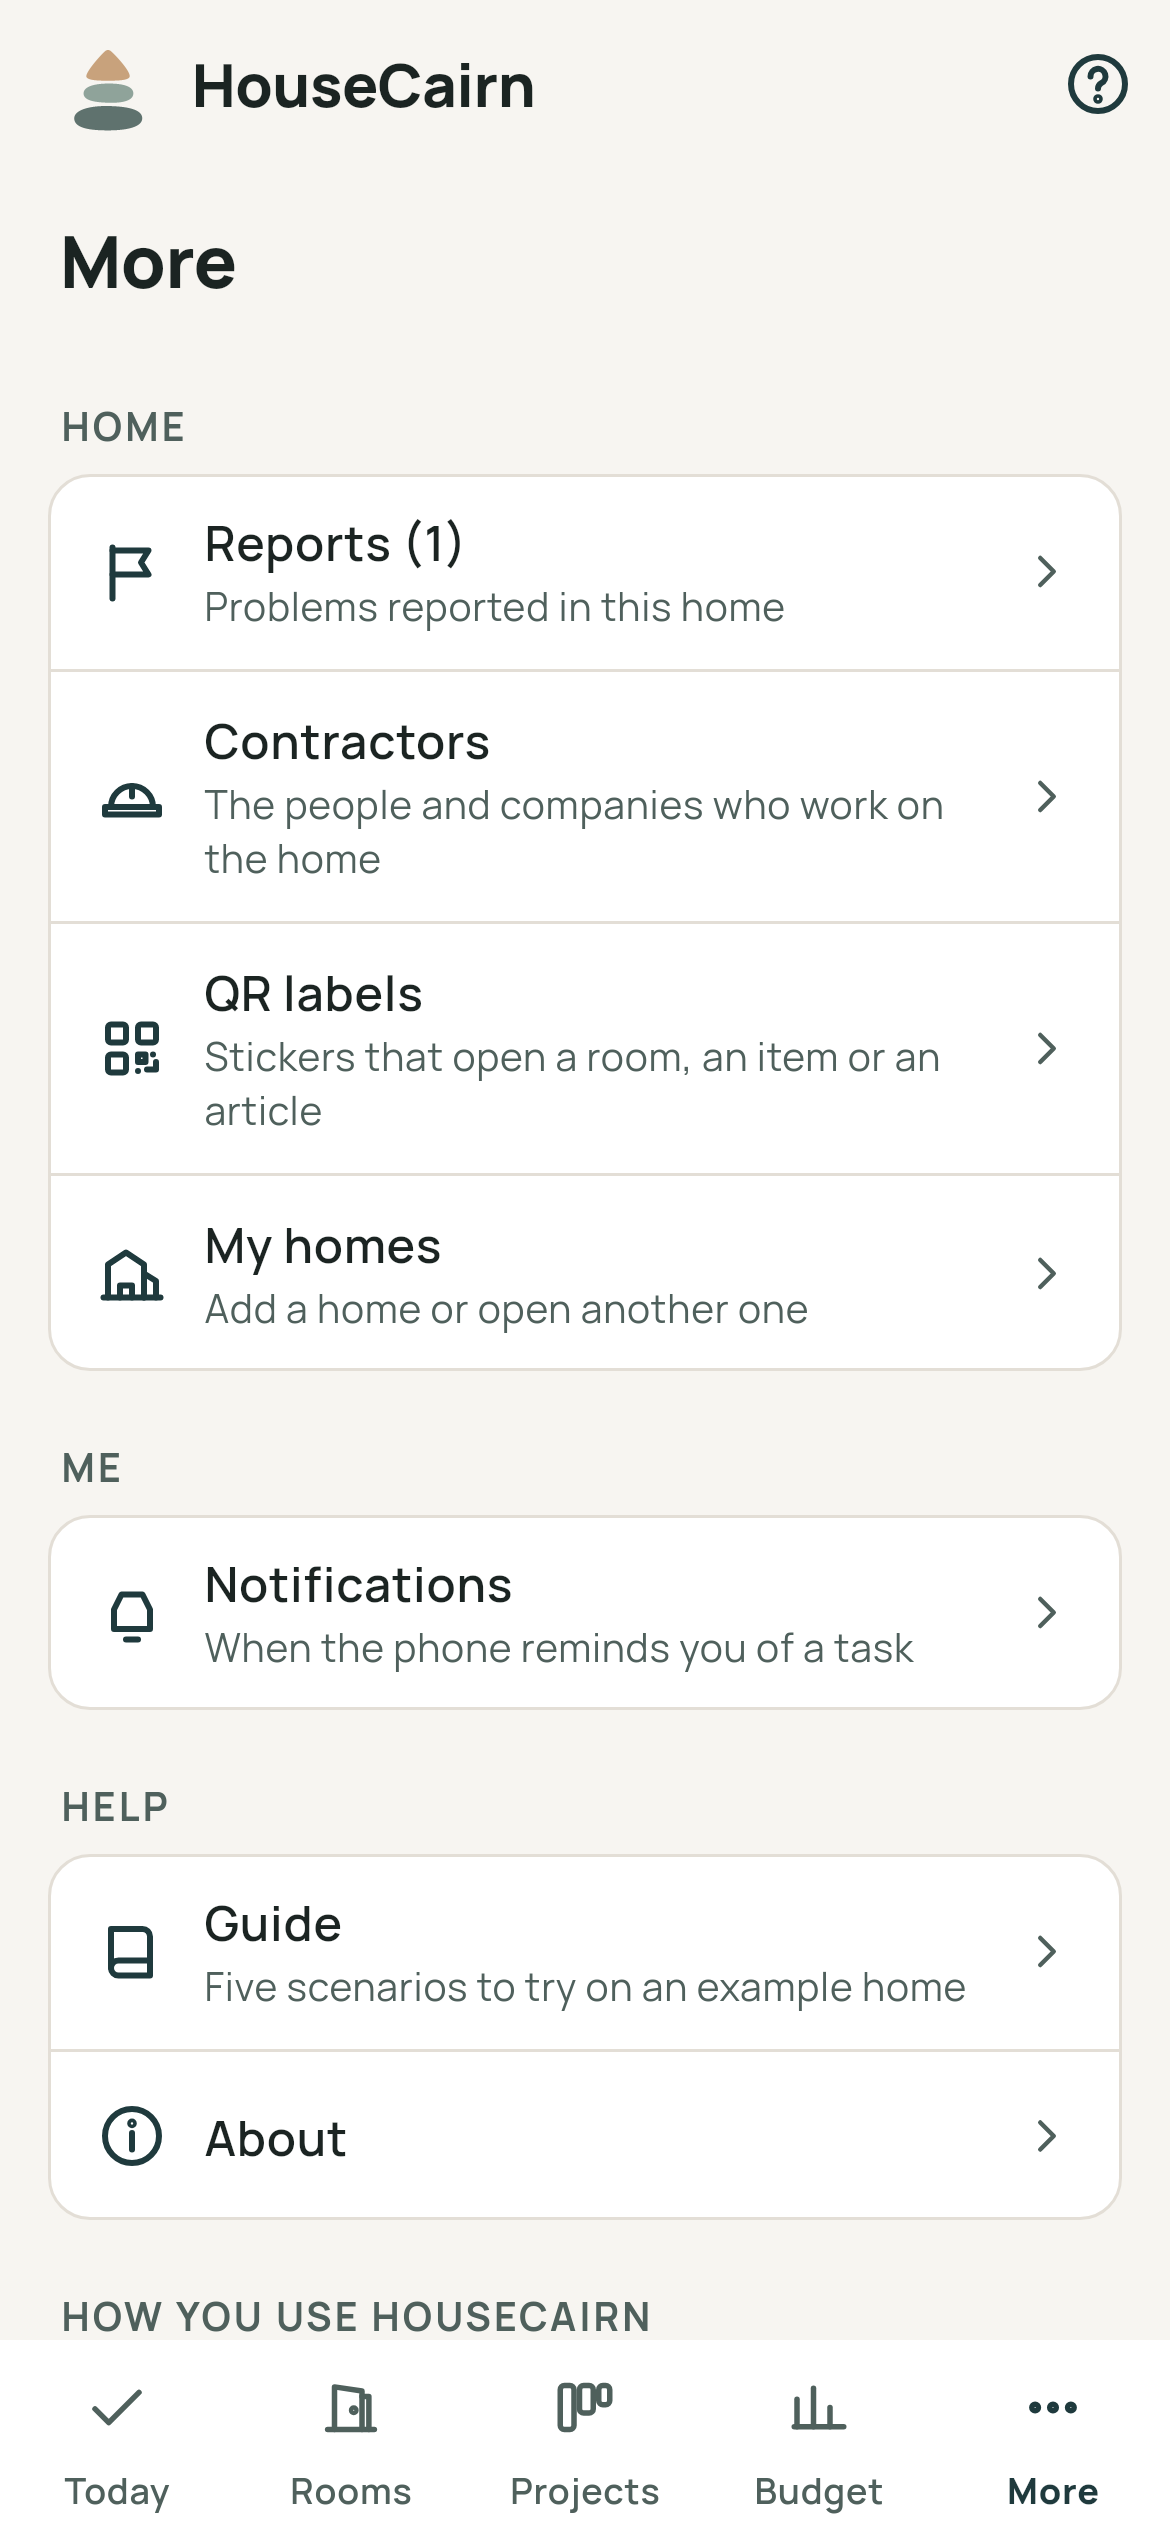 HouseCairn
More
HOME
Reports (1)
Problems reported in this home
Contractors
The people and companies who work on
the home
QR labels
Stickers that open a room, an item or an
article
My homes
Add a home or open another one
ME
Notifications
When the phone reminds you of a task
HELP
Guide
Five scenarios to try on an example home
About
HOW YOU USE HOUSECAIRN
Today
Rooms
Projects
Budget
More